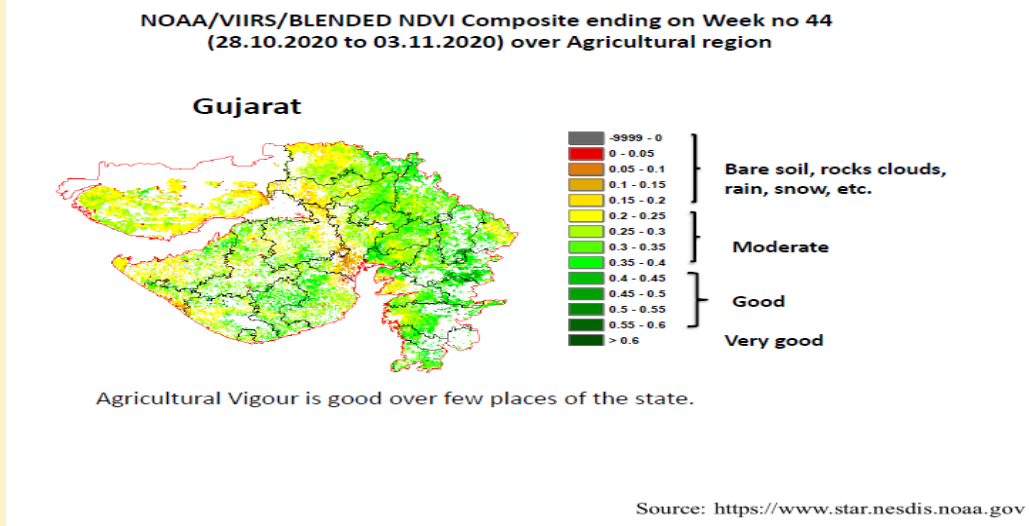 NOAA/VIIRS/BLENDED NDVI Composite ending on Week no 44
(28.10.2020 to 03.11.2020) over Agricultural region
Gujarat
-9999 - 0
0 - 0.05
0.05 - 0.1
0.1 - 0.15
0.15 - 0.2
0.2 - 0.25
0.25 - 0.3
0.3 - 0.35
0.35 - 0.4
0.4 - 0.45
0.45 - 0.5
0.5 - 0.55
0.55 - 0.6
> 0.6
Bare soil, rocks clouds,
rain, snow, etc.
Moderate
Good
Very good
Agricultural Vigour is good over few places of the state.
Source: https://www.star.nesdis.noaa.gov